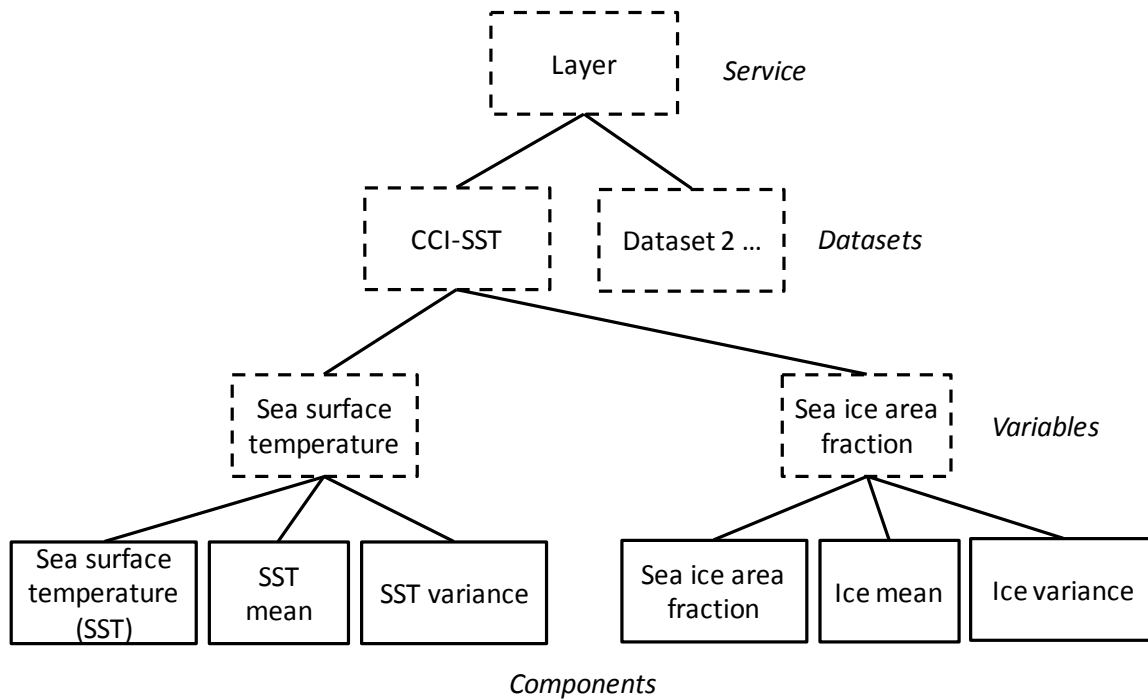 Layer
Service
CCI-SST
Dataset 2 ...
Datasets
Sea surface
temperature
Sea ice area
fraction
Variables
Sea surface
temperature
(SST)
SST
mean
SST variance
Sea ice area
fraction
Ice mean
Ice variance
Components